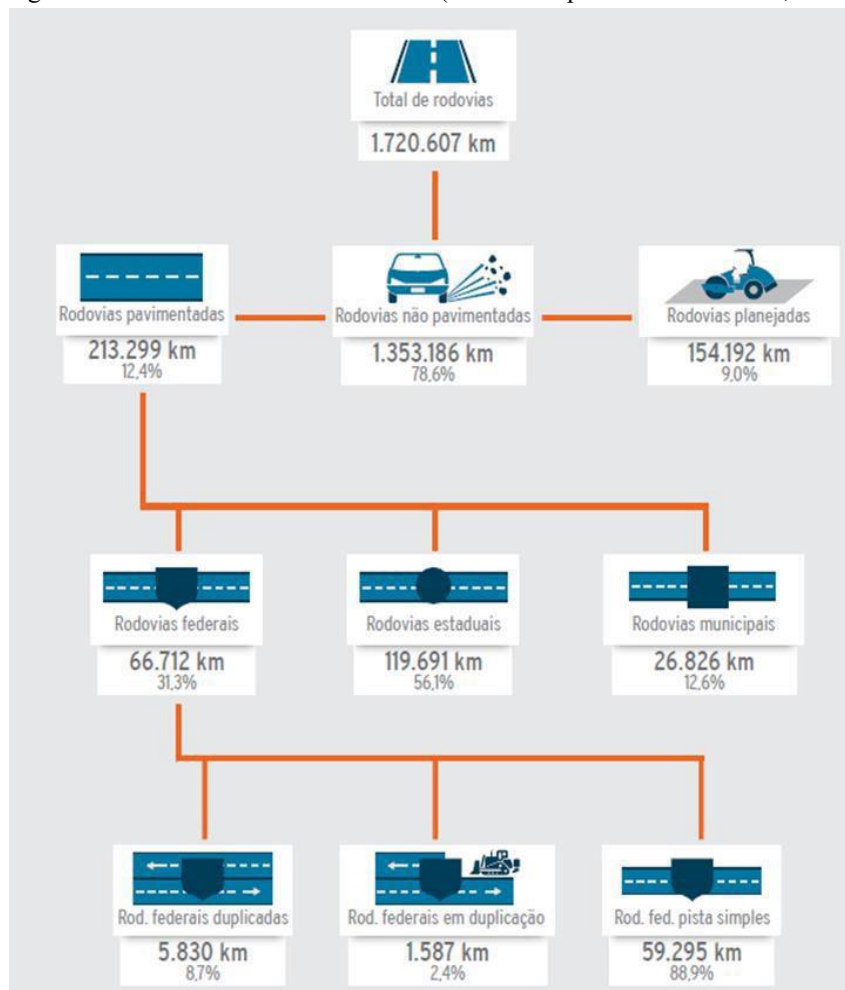 Total de rodovias
1.720.607 km
Rodovias pavimentadas
213.299 km
12,4%
Rodovias não pavimentadas
1.353.186 km
78,6%
Rodovias planejadas
154.192 km
9,0%
Rodovias federais
66.712 km
31,3%
Rodovias estaduais
119.691 km
56,1%
Rodovias municipais
26.826 km
12,6%
Rod. federais duplicadas
5.830 km
8,7%
Rod. federais em duplicação
1.587 km
2,4%
Rod. fed. pista simples
59.295 km
88,9%